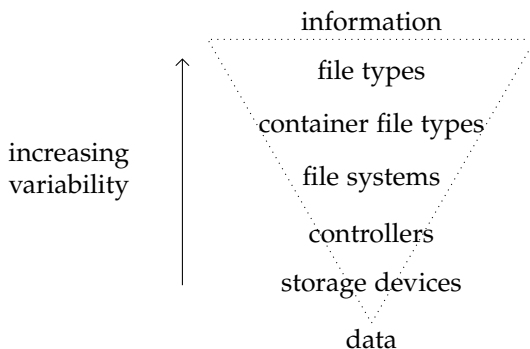 information
file types
container file types
increasing
variability
file systems
controllers
storage devices
data